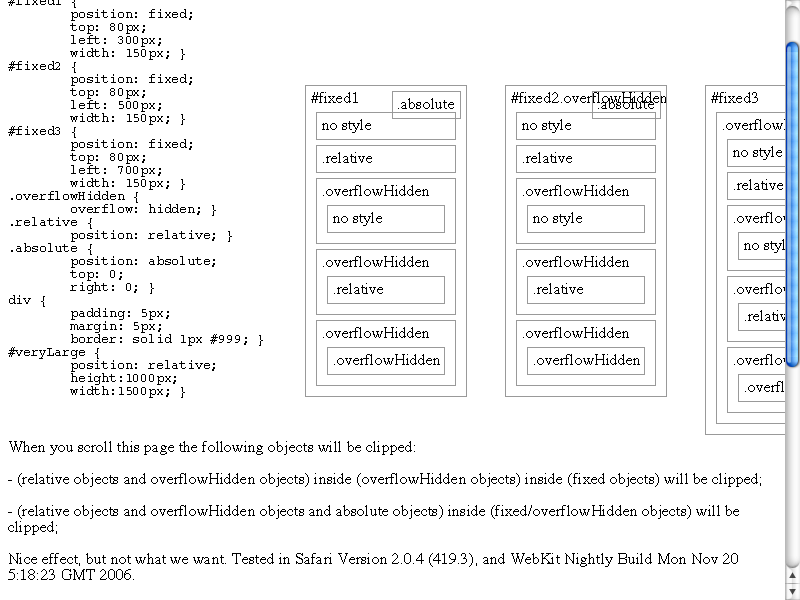 #fixed1 {
        position: fixed;
        top: 80px;
        left: 300px;
        width: 150px; }
#fixed2 {
        position: fixed;
        top: 80px;
        left: 500px;
        width: 150px; }
#fixed3 {
        position: fixed;
        top: 80px;
        left: 700px;
        width: 150px; }
.overflowHidden {
        overflow: hidden; }
.relative {
        position: relative; }
.absolute {
        position: absolute;
        top: 0;
        right: 0; }
div {
        padding: 5px;
        margin: 5px;
        border: solid 1px #999; }
#veryLarge {
        position: relative;
        height:1000px;
        width:1500px; }
#fixed1
.absolute
no style
.relative
.overflowHidden
no style
.overflowHidden
.relative
.overflowHidden
.overflowHidden
#fixed2.overflowHidden
.absolute
no style
.relative
.overflowHidden
no style
.overflowHidden
.relative
.overflowHidden
.overflowHidden
#fixed3
.overflowH
no style
.relative
.overflo
no styl
.overflo
.relativ
.overflo
.overfl
When you scroll this page the following objects will be clipped:
- (relative objects and overflowHidden objects) inside (overflowHidden objects) inside (fixed objects) will be clipped;
- (relative objects and overflowHidden objects and absolute objects) inside (fixed/overflowHidden objects) will be
clipped;
Nice effect, but not what we want. Tested in Safari Version 2.0.4 (419.3), and WebKit Nightly Build Mon Nov 20
5:18:23 GMT 2006.